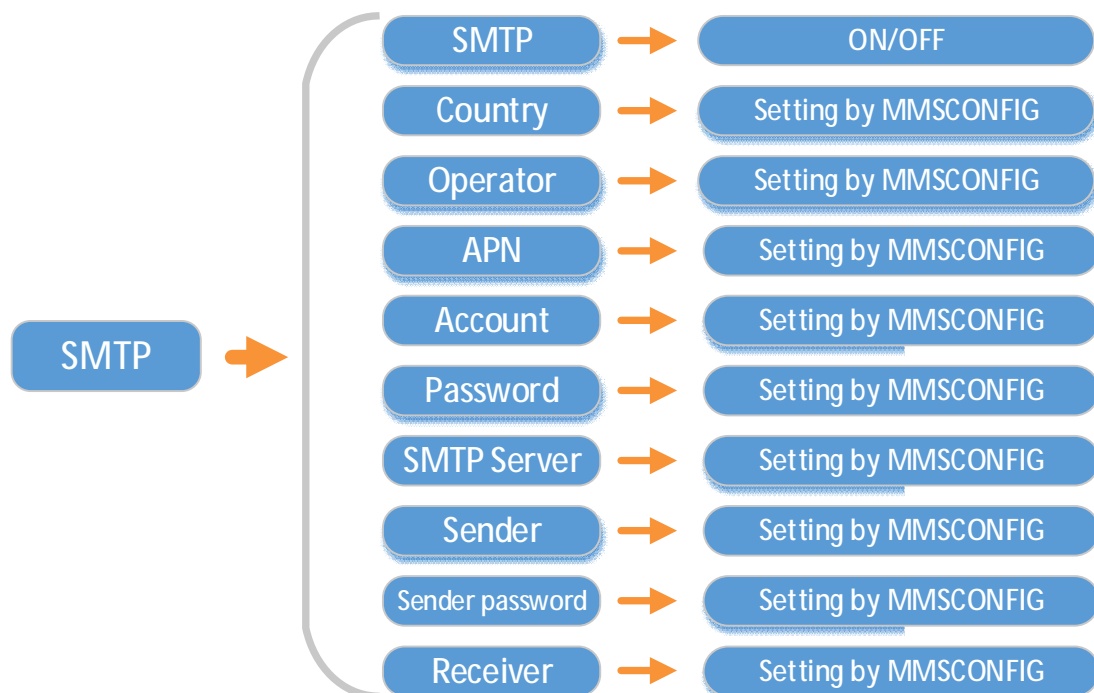 SMTP
SMTP
ON/OFF
Country
Setting by MMSCONFIG
Operator
Setting by MMSCONFIG
APN
Setting by MMSCONFIG
Account
Setting by MMSCONFIG
Password
Setting by MMSCONFIG
SMTP Server
Setting by MMSCONFIG
Sender
Setting by MMSCONFIG
Sender password
Setting by MMSCONFIG
Receiver
Setting by MMSCONFIG